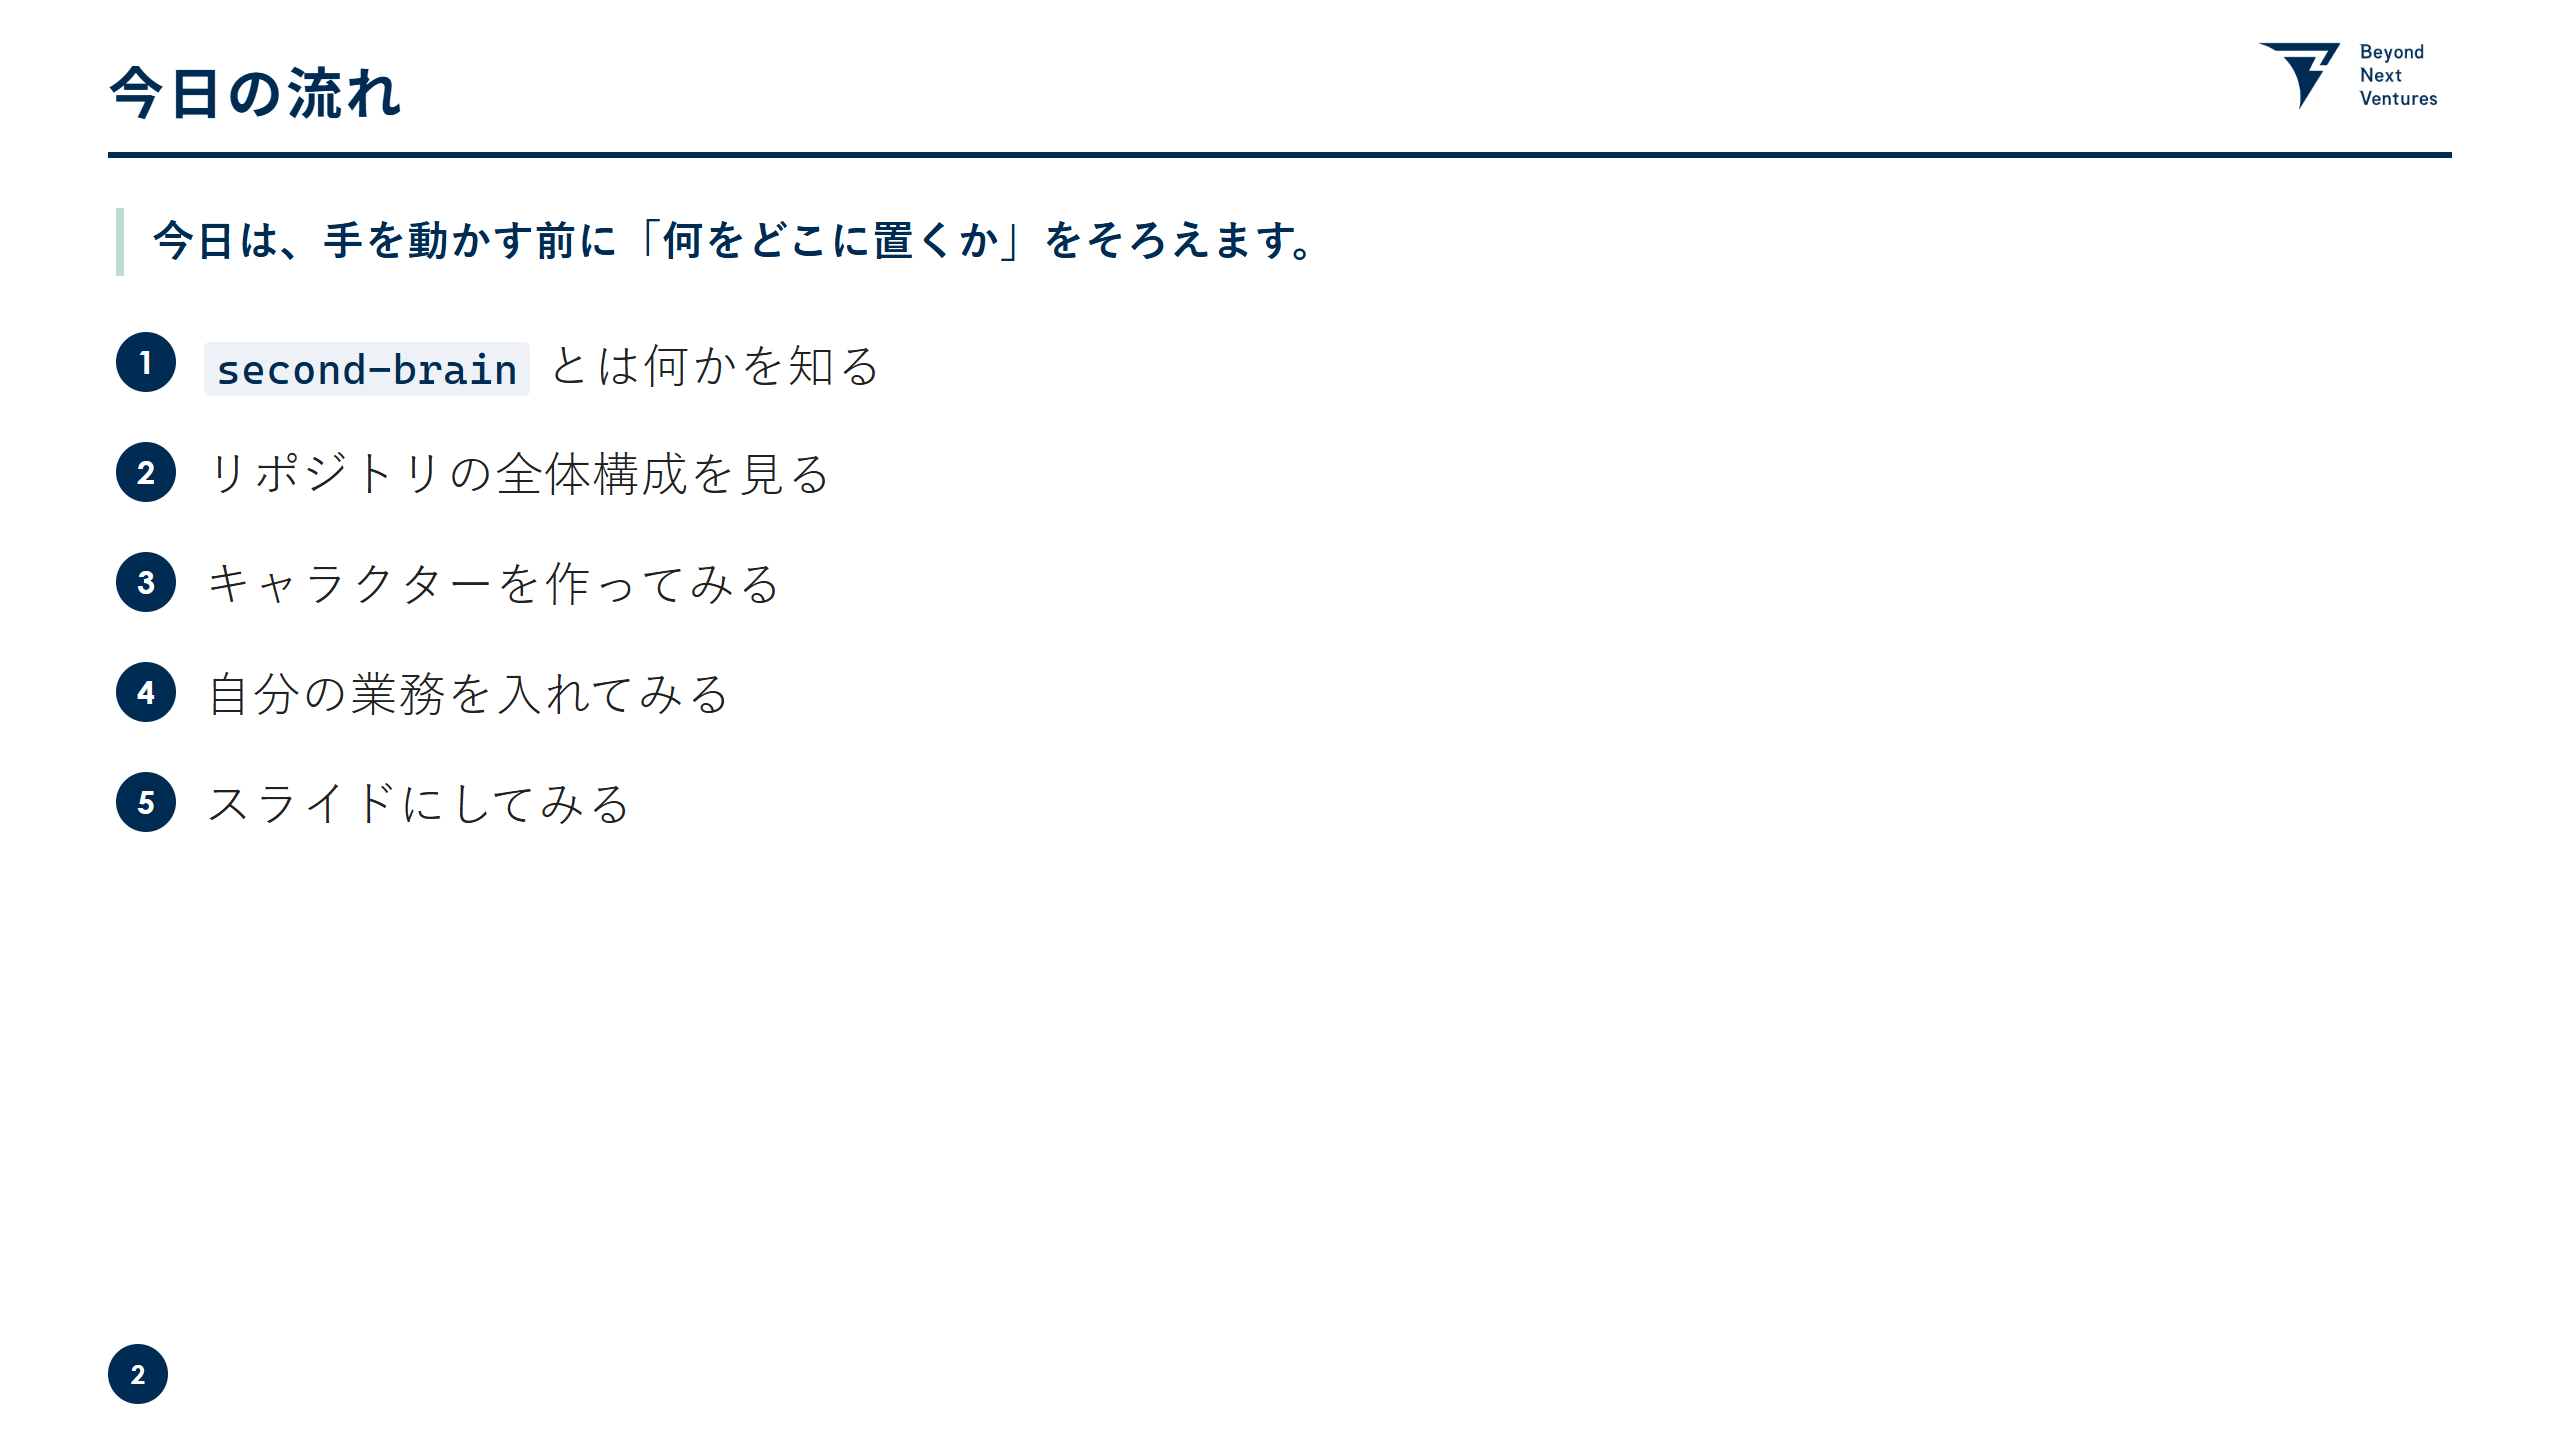 今日の流れ
Beyond
Next
Ventures
今日は、手を動かす前に「何をどこに置くか」をそろえます。
1 second-brain とは何かを知る
2 リポジトリの全体構成を見る
3 キャラクターを作ってみる
4 自分の業務を入れてみる
5 スライドにしてみる
2